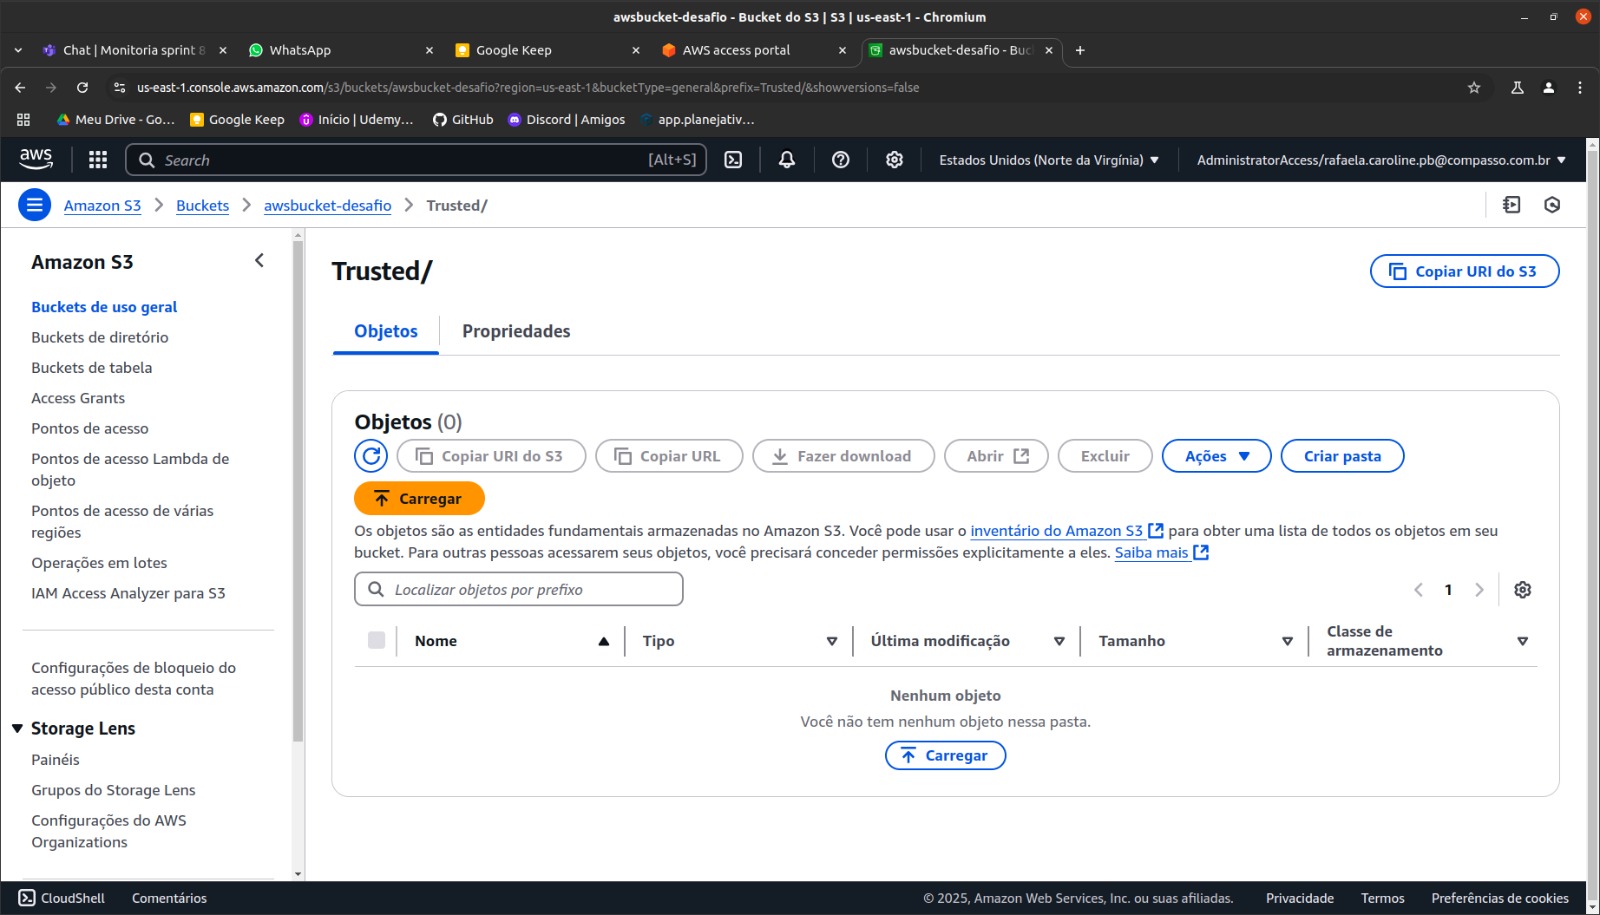 awsbucket-desafio - Bucket do S3 | S3 | us-east-1 - Chromium
Chat | Monitoria sprint 8
WhatsApp
Google Keep
AWS access portal
awsbucket-desafio - Buc
us-east-1.console.aws.amazon.com/s3/buckets/awsbucket-desafio?region=us-east-1&bucketType=general&prefix=Trusted/&showversions=false
Meu Drive - Go...
Google Keep
Início | Udemy...
GitHub
Discord | Amigos
app.planejativ...
aws
Search [Alt+S]
Estados Unidos (Norte da Virgínia)
AdministratorAccess/rafaela.caroline.pb@compasso.com.br
Amazon S3 > Buckets > awsbucket-desafio > Trusted/
Amazon S3
Buckets de uso geral
Buckets de diretório
Buckets de tabela
Access Grants
Pontos de acesso
Pontos de acesso Lambda de
objeto
Pontos de acesso de várias
regiões
Operações em lotes
IAM Access Analyzer para S3
Configurações de bloqueio do
acesso público desta conta
Storage Lens
Painéis
Grupos do Storage Lens
Configurações do AWS
Organizations
Trusted/
Copiar URI do S3
Objetos
Propriedades
Objetos (0)
Copiar URI do S3
Copiar URL
Fazer download
Abrir
Excluir
Ações
Criar pasta
Carregar
Os objetos são as entidades fundamentais armazenadas no Amazon S3. Você pode usar o inventário do Amazon S3 para obter uma lista de todos os objetos em seu
bucket. Para outras pessoas acessarem seus objetos, você precisará conceder permissões explicitamente a eles. Saiba mais
Localizar objetos por prefixo
1
Nome
Tipo
Última modificação
Tamanho
Classe de
armazenamento
Nenhum objeto
Você não tem nenhum objeto nessa pasta.
Carregar
CloudShell
Comentários
© 2025, Amazon Web Services, Inc. ou suas afiliadas.
Privacidade
Termos
Preferências de cookies